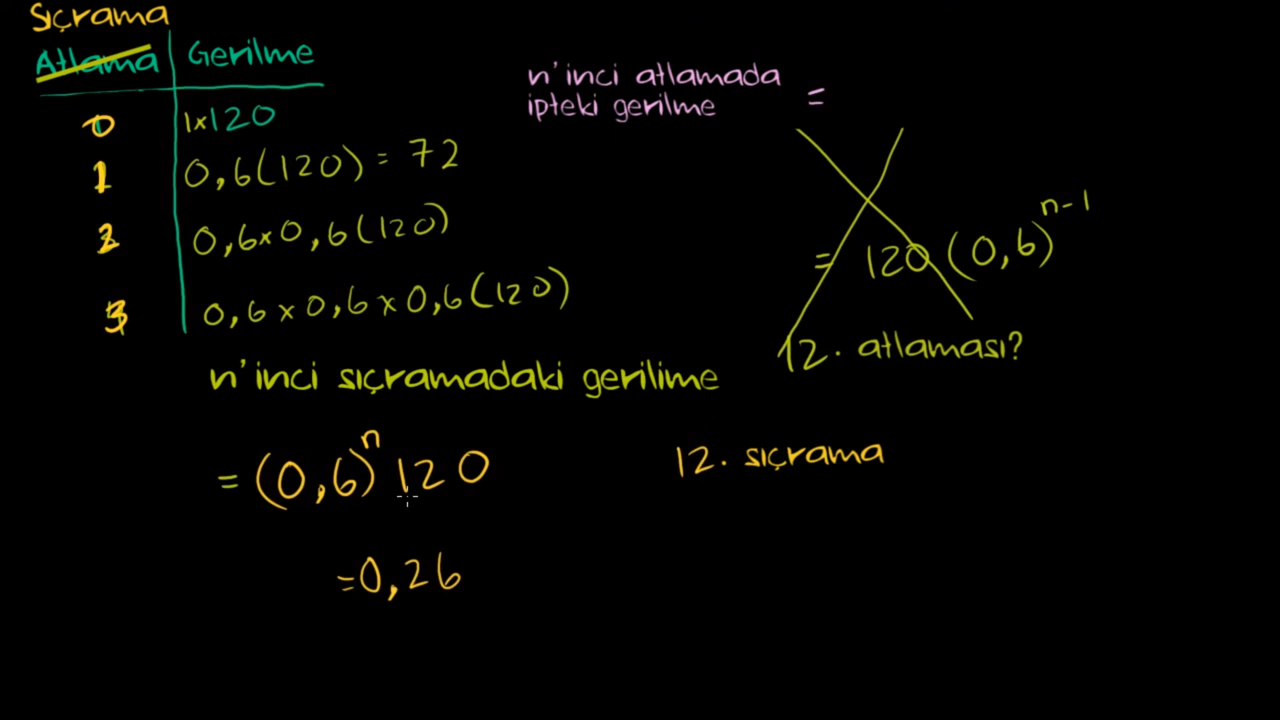 Sıçrama
Atlama Gerilme
0 1x120
1 0,6(120) = 72
2 0,6x0,6(120)
3 0,6x0,6x0,6(120)
n'inci atlamada
ipteki gerilme =
= 120(0,6)^n-1
12. atlaması?
n'inci sıçramadaki gerilime
= (0,6)^n 120
12. sıçrama
=0,26